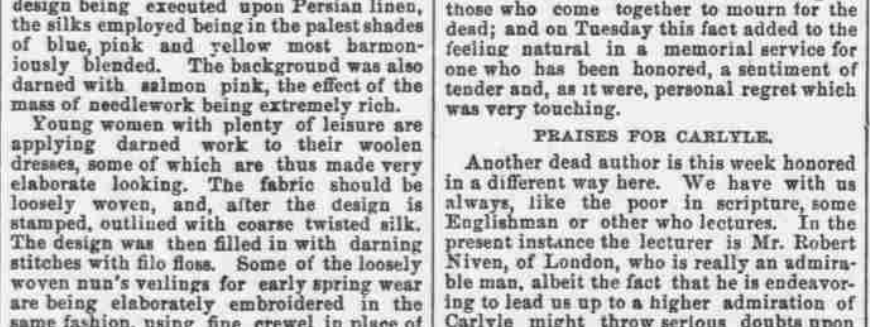 design being executed upon Persian linen,
the silks employed being in the palest shades
of blue, pink and yellow most barmon-
iously blended. The background was also
darned with salmon pink, the effect of the
mass of needlework being extremely rich.
Young women with plenty of leisure are
applying darned work to their woolen
dresses, some of which are thus made very
elaborate looking. The fabric should be
loosely woven, and, after the design is
stamped, outlined with coarse twisted silk.
The design was then filled in with darning
stitches with filo floss. Some of the loosely
woven nun's veilings for early spring wear
are being elaborately embroidered in the
same fashion, using fine crewel in place of
those who come together to mourn for the
dead; and on Tuesday this fact added to the
feeling natural in a memorial service for
one who has been honored, a sentiment of
tender and, as it were, personal regret which
was very touching.
PRAISES FOR CARLYLE.
Another dead author is this week honored
in a different way here. We have with us
always, like the poor in scripture, some
Englishman or other who lectures. In the
present instance the lecturer is Mr. Robert
Niven, of London, who is really an admira-
ble man, albeit the fact that he is endeavor-
ing to lead us up to a higher admiration of
Carlyle might throw serious doubts upon